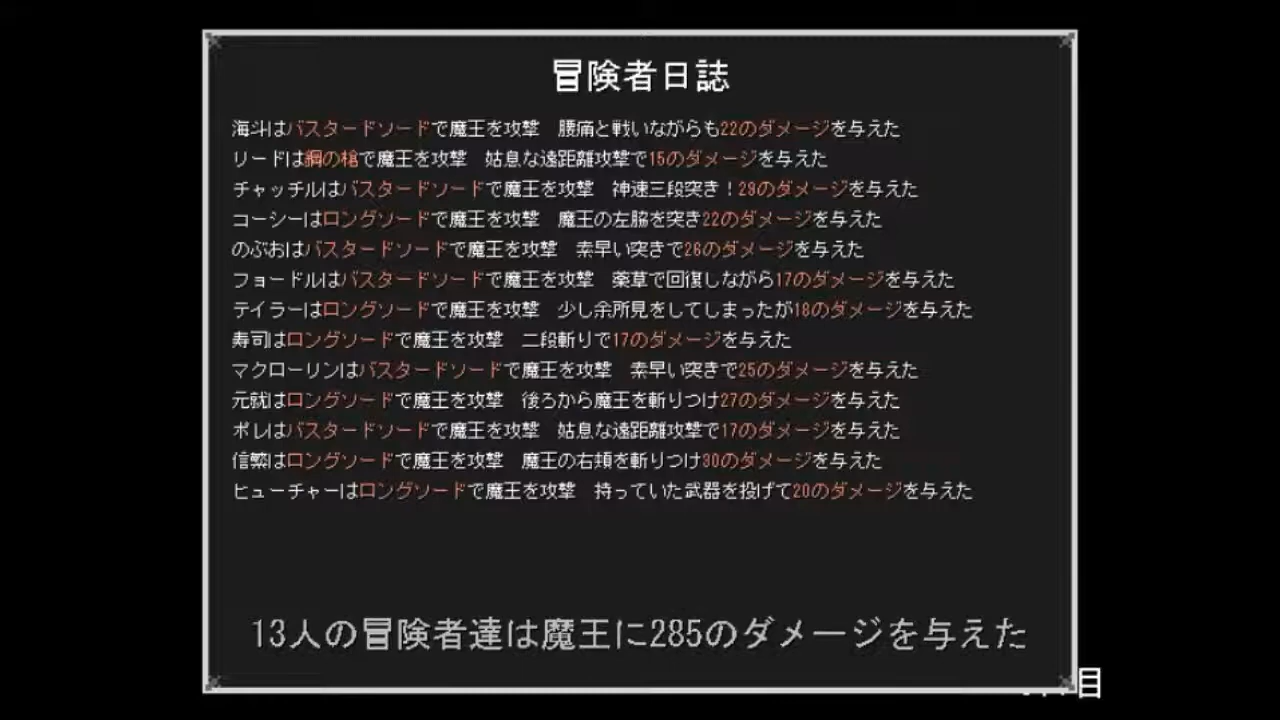 冒険者日誌
海斗はバスタードソードで魔王を攻撃　腰痛と戦いながらも22のダメージを与えた
リードは鋼の槍で魔王を攻撃　姑息な遠距離攻撃で15のダメージを与えた
チャッチルはバスタードソードで魔王を攻撃　神速三段突き！29のダメージを与えた
コーシーはロングソードで魔王を攻撃　魔王の左脇を突き22のダメージを与えた
のぶおはバスタードソードで魔王を攻撃　素早い突きで26のダメージを与えた
フョードルはバスタードソードで魔王を攻撃　薬草で回復しながら17のダメージを与えた
テイラーはロングソードで魔王を攻撃　少し余所見をしてしまったが18のダメージを与えた
寿司はロングソードで魔王を攻撃　二段斬りで17のダメージを与えた
マクローリンはバスタードソードで魔王を攻撃　素早い突きで25のダメージを与えた
元就はロングソードで魔王を攻撃　後ろから魔王を斬りつけ27のダメージを与えた
ポレはバスタードソードで魔王を攻撃　姑息な遠距離攻撃で17のダメージを与えた
信繁はロングソードで魔王を攻撃　魔王の右頬を斬りつけ30のダメージを与えた
ヒューチャーはロングソードで魔王を攻撃　持っていた武器を投げて20のダメージを与えた
13人の冒険者達は魔王に285のダメージを与えた
目